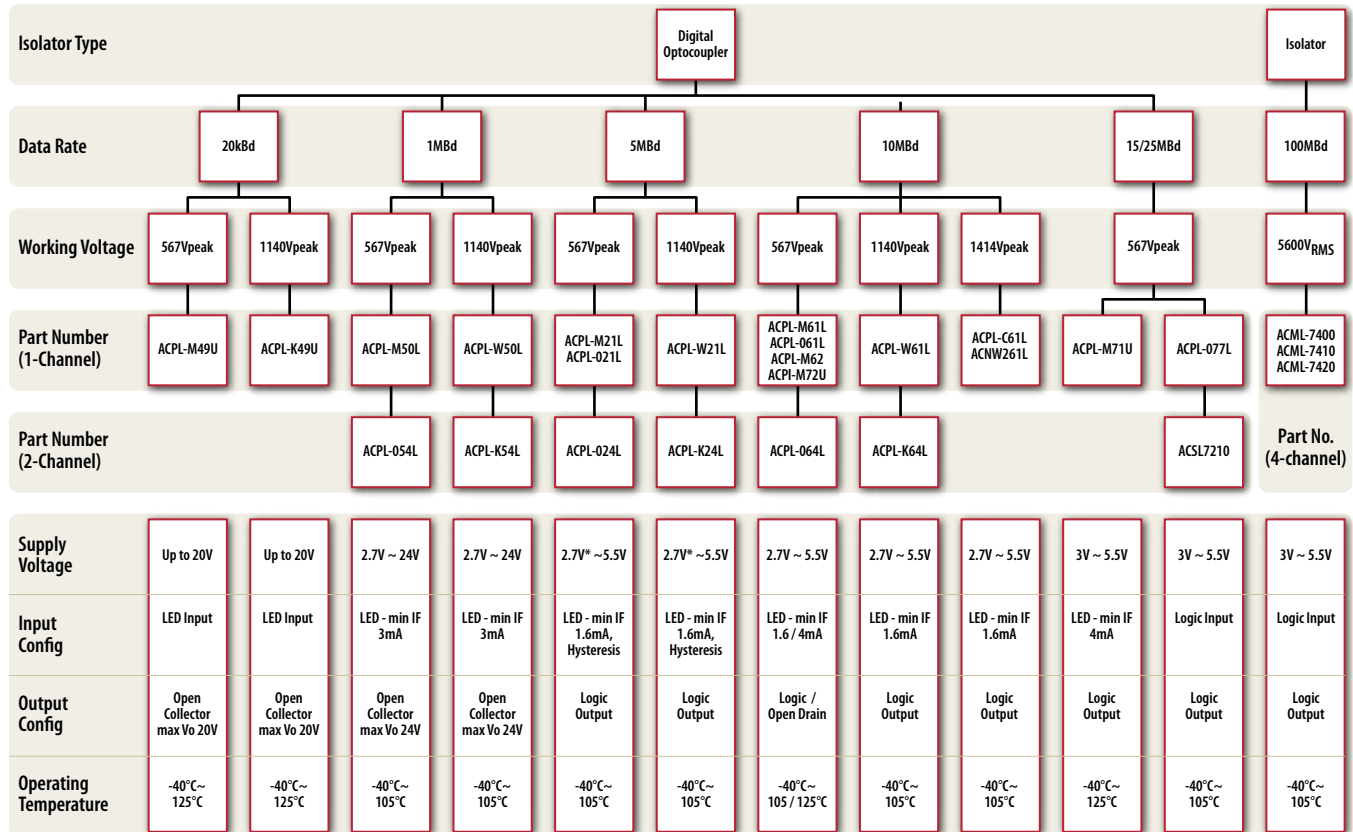 Isolator Type
Digital
Optocoupler
Isolator
Data Rate
20kBd
1MBd
5MBd
10MBd
15/25MBd
100MBd
Working Voltage
567Vpeak
1140Vpeak
567Vpeak
1140Vpeak
567Vpeak
1140Vpeak
567Vpeak
1140Vpeak
1414Vpeak
567Vpeak
5600VRMS
Part Number
(1-Channel)
ACPL-M49U
ACPL-K49U
ACPL-M50L
ACPL-W50L
ACPL-M21L
ACPL-021L
ACPL-W21L
ACPL-M61L
ACPL-061L
ACPL-M62
ACPl-M72U
ACPL-W61L
ACPL-C61L
ACNW261L
ACPL-M71U
ACPL-077L
ACML-7400
ACML-7410
ACML-7420
Part Number
(2-Channel)
ACPL-054L
ACPL-K54L
ACPL-024L
ACPL-K24L
ACPL-064L
ACPL-K64L
ACSL7210
Part No.
(4-channel)
Supply
Voltage
Up to 20V
Up to 20V
2.7V ~ 24V
2.7V ~ 24V
2.7V* ~5.5V
2.7V* ~5.5V
2.7V ~ 5.5V
2.7V ~ 5.5V
2.7V ~ 5.5V
3V ~ 5.5V
3V ~ 5.5V
3V ~ 5.5V
Input
Config
LED Input
LED Input
LED - min IF
3mA
LED - min IF
3mA
LED - min IF
1.6mA,
Hysteresis
LED - min IF
1.6mA,
Hysteresis
LED - min IF
1.6 / 4mA
LED - min IF
1.6mA
LED - min IF
1.6mA
LED - min IF
4mA
Logic Input
Logic Input
Output
Config
Open
Collector
max Vo 20V
Open
Collector
max Vo 20V
Open
Collector
max Vo 24V
Open
Collector
max Vo 24V
Logic
Output
Logic
Output
Logic /
Open Drain
Logic
Output
Logic
Output
Logic
Output
Logic
Output
Logic
Output
Operating
Temperature
-40°C~
125°C
-40°C~
125°C
-40°C~
105°C
-40°C~
105°C
-40°C~
105°C
-40°C~
105°C
-40°C~
105 / 125°C
-40°C~
105°C
-40°C~
105°C
-40°C~
125°C
-40°C~
105°C
-40°C~
105°C